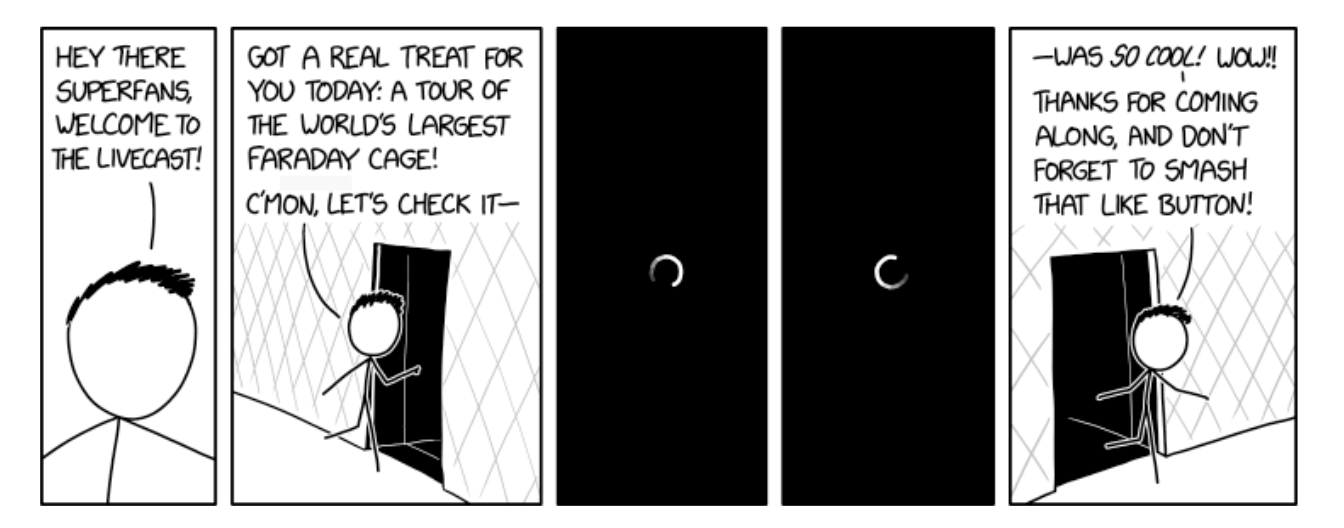 HEY THERE
SUPERFANS,
WELCOME TO
THE LIVECAST!
GOT A REAL TREAT FOR
YOU TODAY: A TOUR OF
THE WORLD'S LARGEST
FARADAY CAGE!
C'MON, LET'S CHECK IT—
—WAS SO COOL! WOW!!
THANKS FOR COMING
ALONG, AND DON'T
FORGET TO SMASH
THAT LIKE BUTTON!